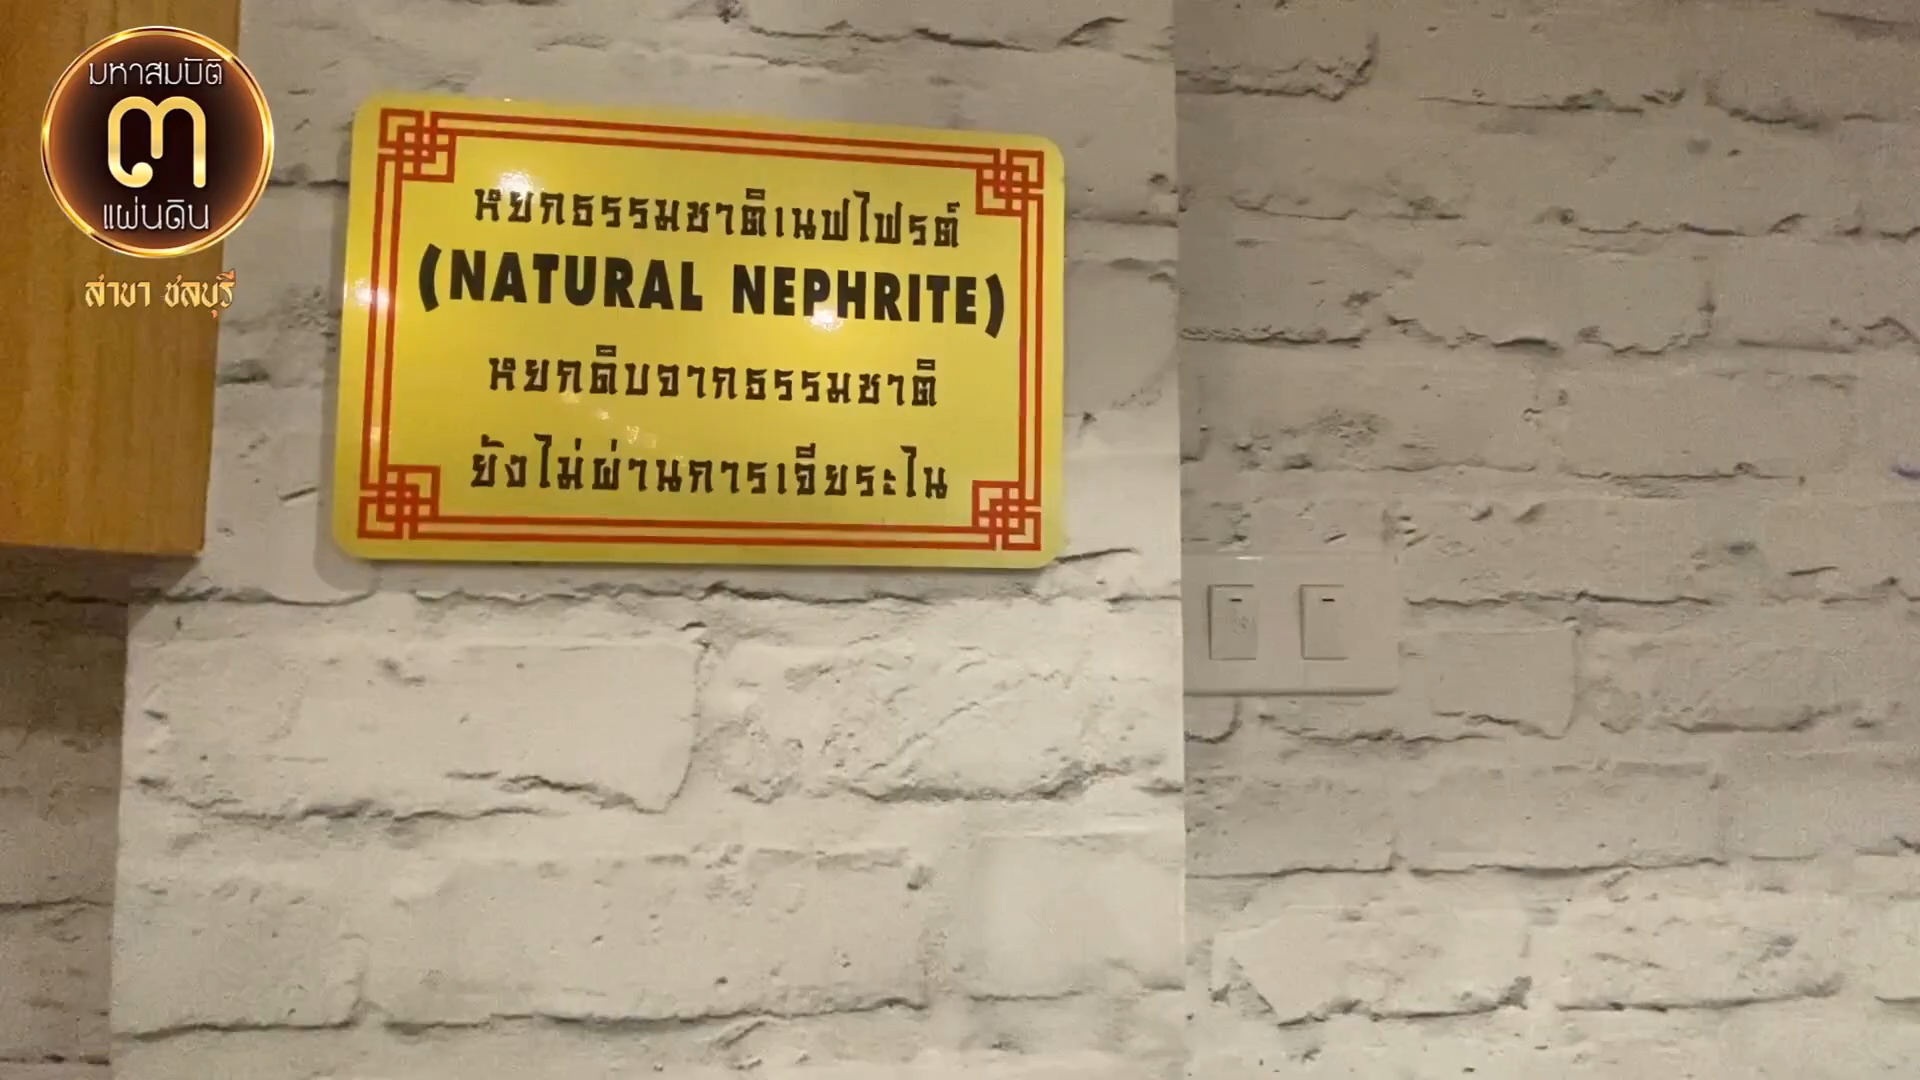 มหาสมบัติ
๓
แผ่นดิน
สาขา ชลบุรี
หยกธรรมชาติเนฟไฟรต์
(NATURAL NEPHRITE)
หยกดิบจากธรรมชาติ
ยังไม่ผ่านการเจียระไน